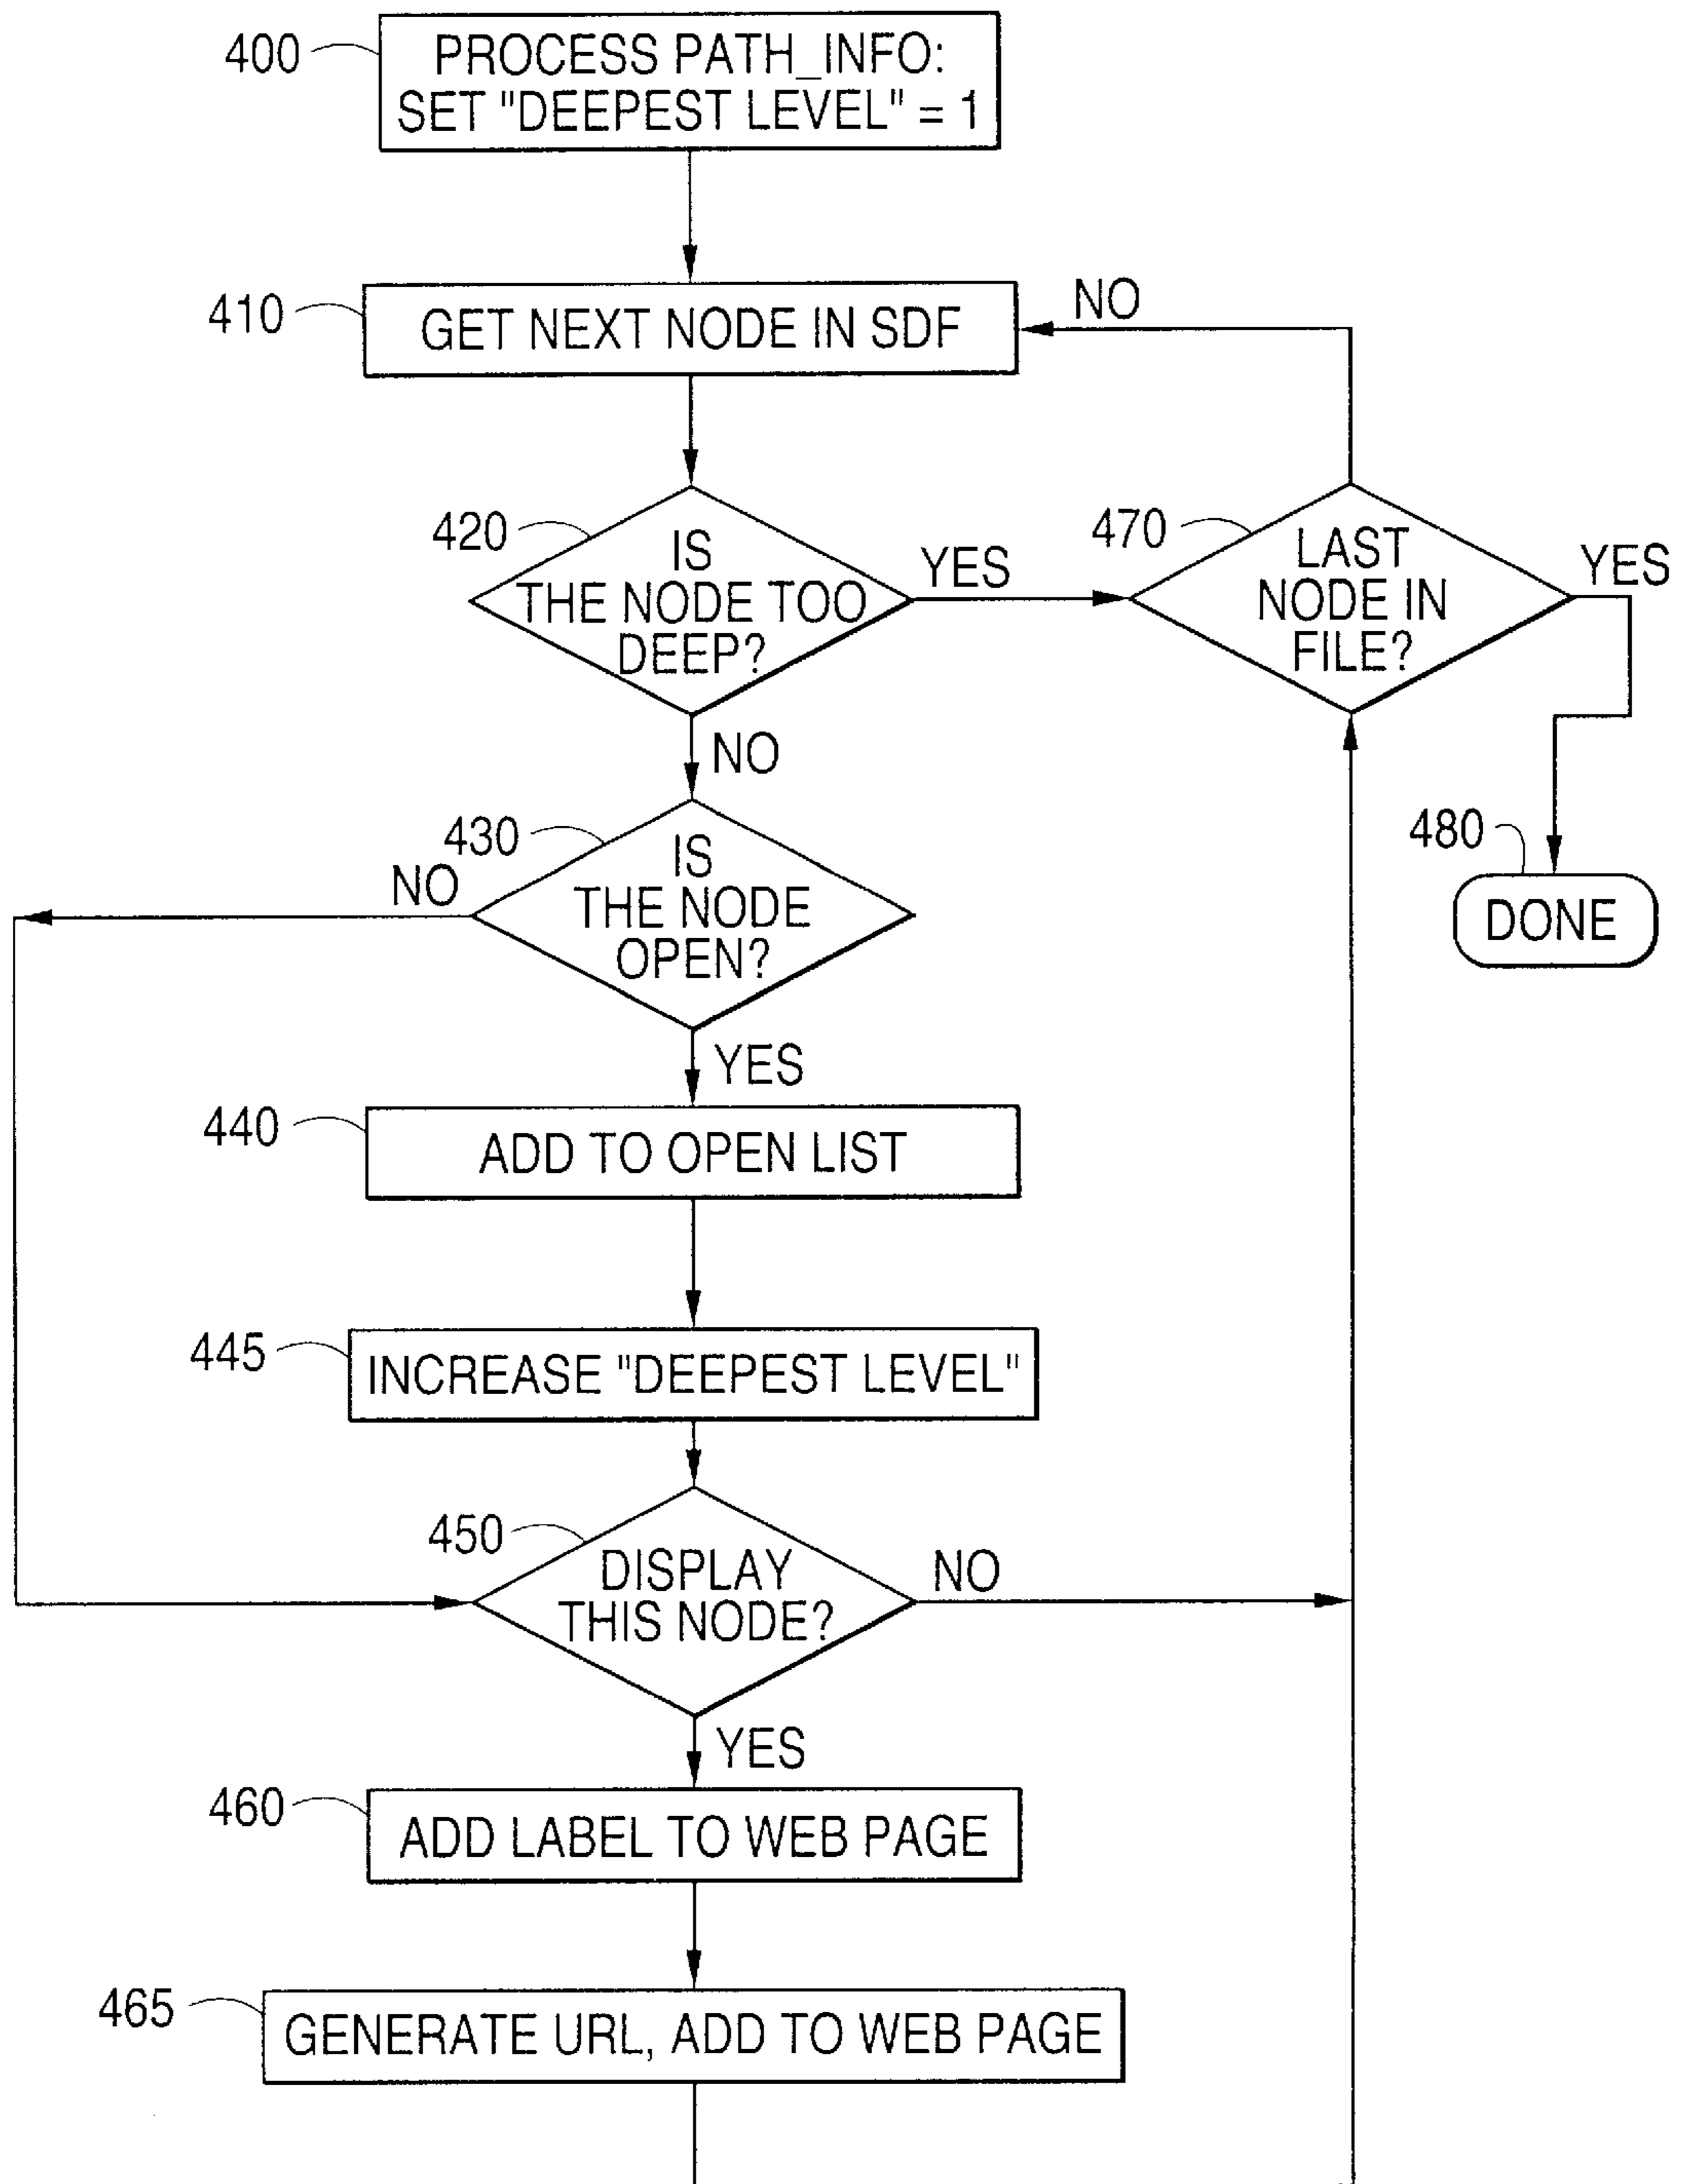 400
PROCESS PATH_INFO:
SET "DEEPEST LEVEL" = 1
410
GET NEXT NODE IN SDF
NO
420
IS
THE NODE TOO
DEEP?
YES
470
LAST
NODE IN
FILE?
YES
NO
430
IS
THE NODE
OPEN?
NO
480
DONE
YES
440
ADD TO OPEN LIST
445
INCREASE "DEEPEST LEVEL"
450
DISPLAY
THIS NODE?
NO
YES
460
ADD LABEL TO WEB PAGE
465
GENERATE URL, ADD TO WEB PAGE